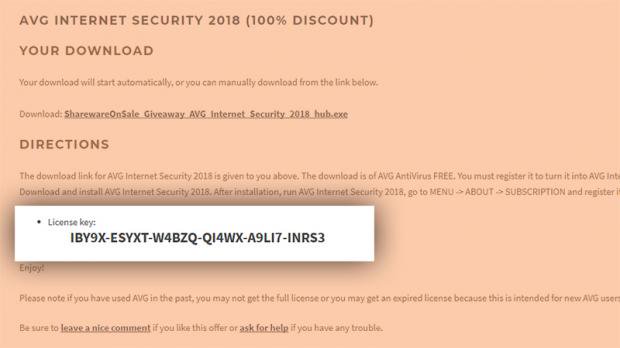 AVG INTERNET SECURITY 2018 (100% DISCOUNT)
YOUR DOWNLOAD
Your download will start automatically, or you can manually download from the link below.
Download: SharewareOnSale_Giveaway_AVG_Internet_Security_2018_hub.exe
DIRECTIONS
The download link for AVG Internet Security 2018 is given to you above. The download is of AVG AntiVirus FREE. You must register it to turn it into AVG Inte
Download and install AVG Internet Security 2018. After installation, run AVG Internet Security 2018, go to MENU -> ABOUT -> SUBSCRIPTION and register it
• License key:
IBY9X-ESYXT-W4BZQ-QI4WX-A9LI7-INRS3
Enjoy!
Please note if you have used AVG in the past, you may not get the full license or you may get an expired license because this is intended for new AVG users
Be sure to leave a nice comment if you like this offer or ask for help if you have any trouble.